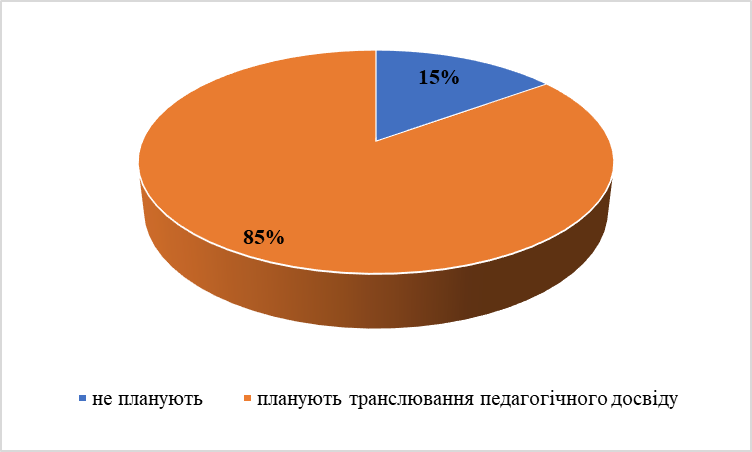 15%
85%
не планують
планують транслювання педагогічного досвіду